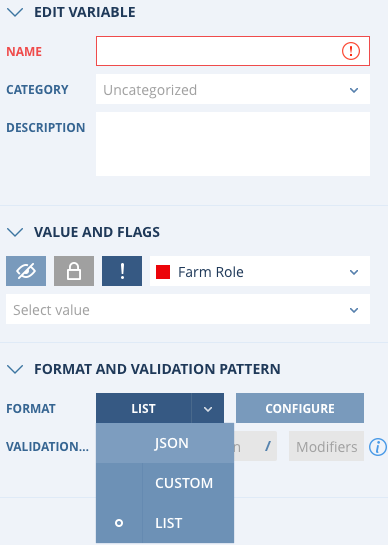 EDIT VARIABLE
NAME
CATEGORY Uncategorized
DESCRIPTION
VALUE AND FLAGS
! Farm Role
Select value
FORMAT AND VALIDATION PATTERN
FORMAT LIST CONFIGURE
VALIDATION... n / Modifiers
JSON
CUSTOM
LIST